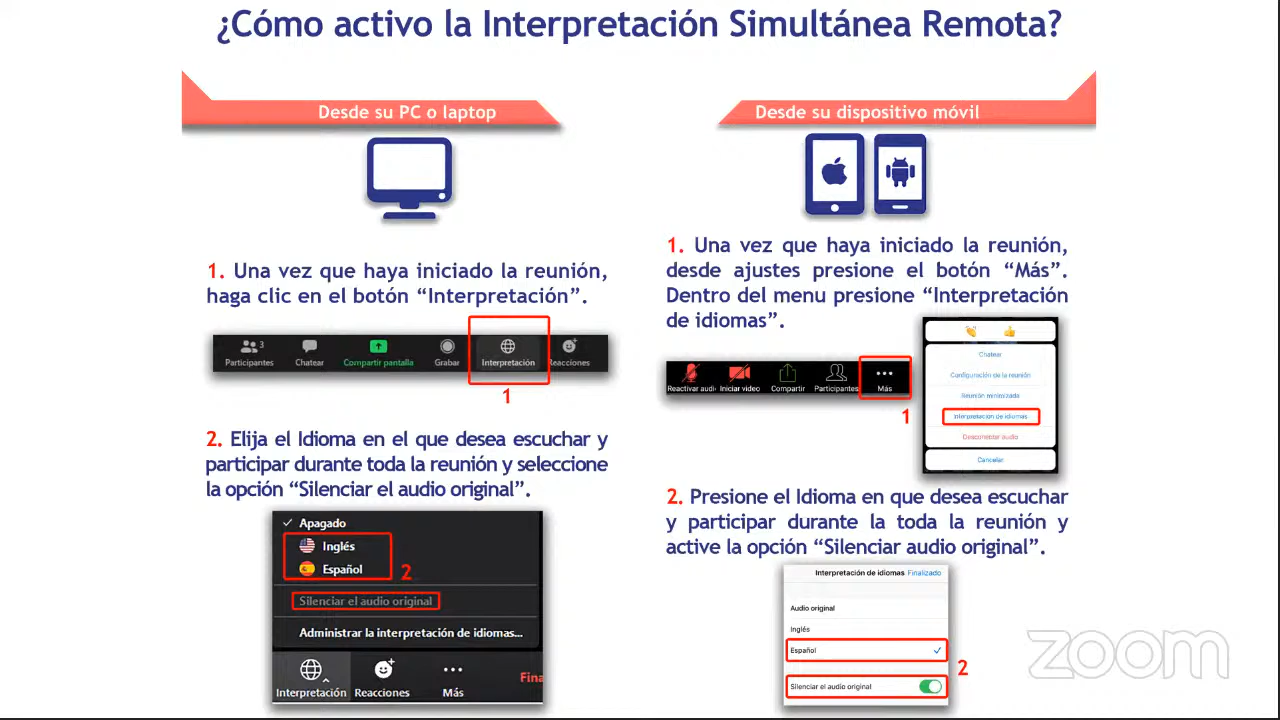 ¿Cómo activo la Interpretación Simultánea Remota?
Desde su PC o laptop
1. Una vez que haya iniciado la reunión,
haga clic en el botón “Interpretación”.
3
Participantes Chatear Compartir pantalla Grabar Interpretación Reacciones
1
2. Elija el Idioma en el que desea escuchar y
participar durante toda la reunión y seleccione
la opción “Silenciar el audio original”.
Apagado
Inglés
Español
2
Silenciar el audio original
Administrar la interpretación de idiomas...
Interpretación Reacciones Más Fina
Desde su dispositivo móvil
1. Una vez que haya iniciado la reunión,
desde ajustes presione el botón “Más”.
Dentro del menu presione “Interpretación
de idiomas”.
Reactivar audi Iniciar video Compartir Participantes Más
1
Chatear
Configuración de la reunión
Reunión minimizada
Interpretación de idiomas
Desconectar audio
Cancelar
2. Presione el Idioma en que desea escuchar
y participar durante la toda la reunión y
active la opción “Silenciar audio original”.
Interpretación de idiomas Finalizado
Audio original
Inglés
Español
2
Silenciar el audio original
zoom